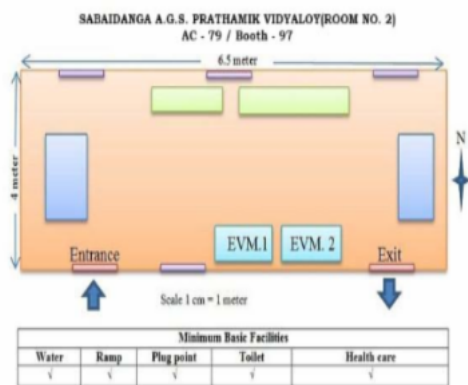 SABAIDANGA A.G.S. PRATHAMIK VIDYALOY(ROOM NO. 2)
AC - 79 / Booth - 97
6.5 meter
4 meter
N
EVM.1 EVM. 2
Entrance Exit
Scale 1 cm = 1 meter
Minimum Basic Facilities
Water Ramp Plug point Toilet Health care
√ √ √ √ √